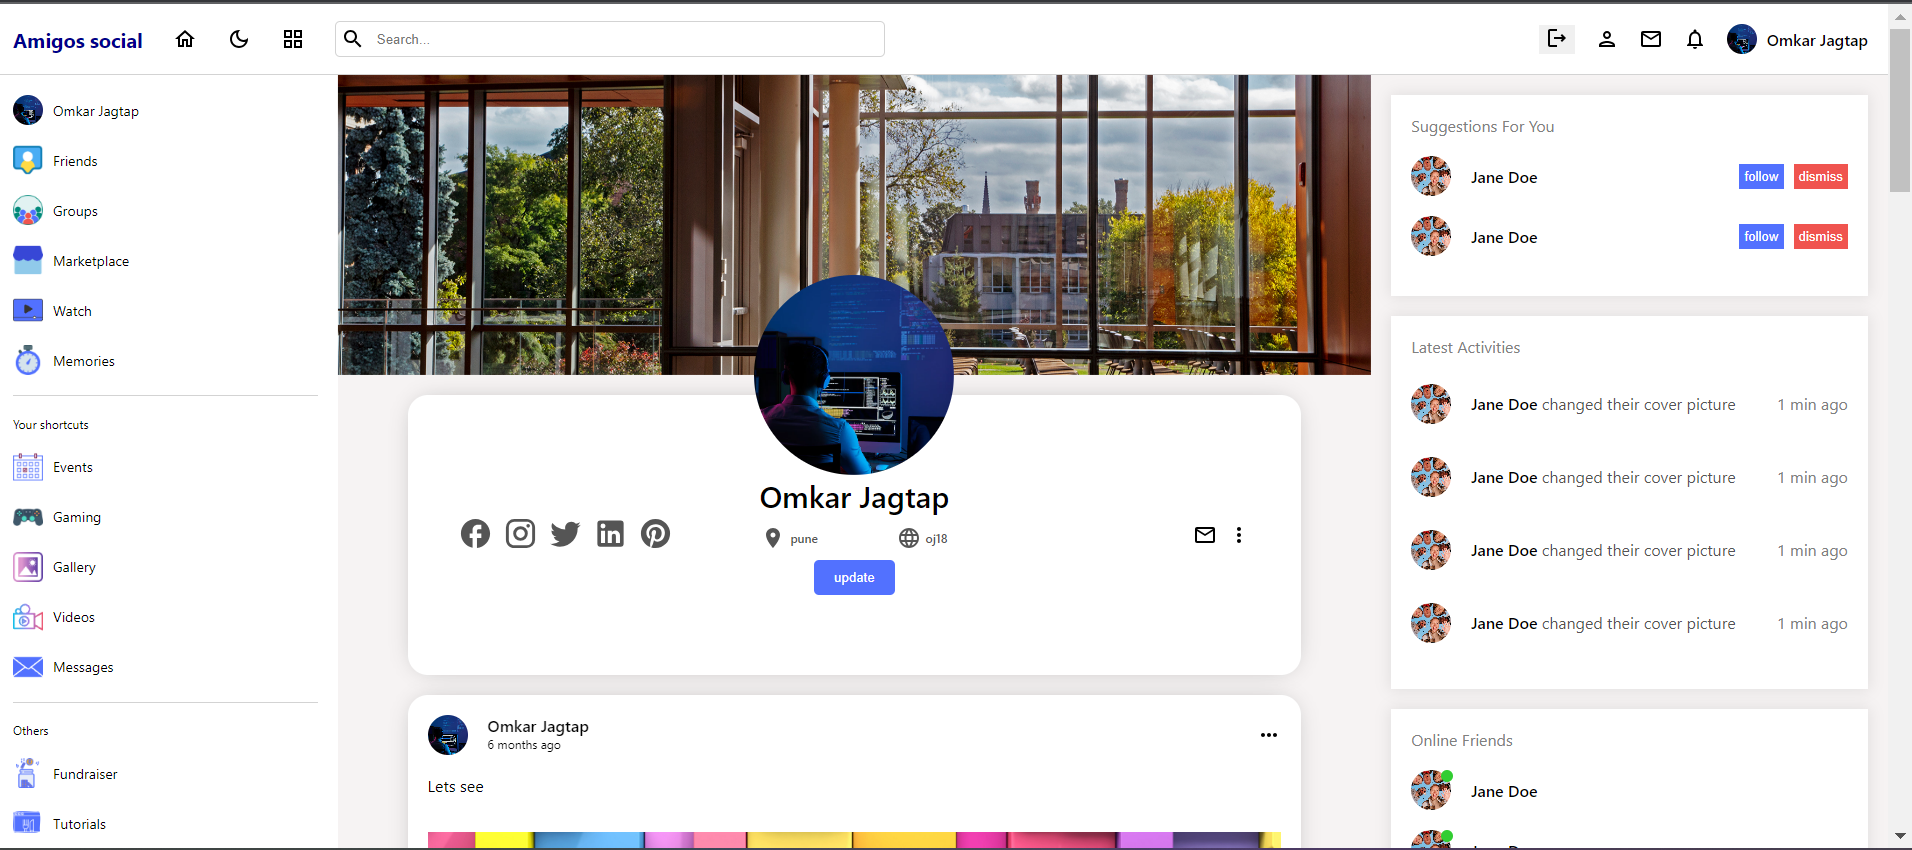 Amigos social
Search...
Omkar Jagtap
Omkar Jagtap
Friends
Groups
Marketplace
Watch
Memories
Your shortcuts
Events
Gaming
Gallery
Videos
Messages
Others
Fundraiser
Tutorials
Omkar Jagtap
pune
oj18
update
Omkar Jagtap
6 months ago
Lets see
Suggestions For You
Jane Doe follow dismiss
Jane Doe follow dismiss
Latest Activities
Jane Doe changed their cover picture 1 min ago
Jane Doe changed their cover picture 1 min ago
Jane Doe changed their cover picture 1 min ago
Jane Doe changed their cover picture 1 min ago
Online Friends
Jane Doe